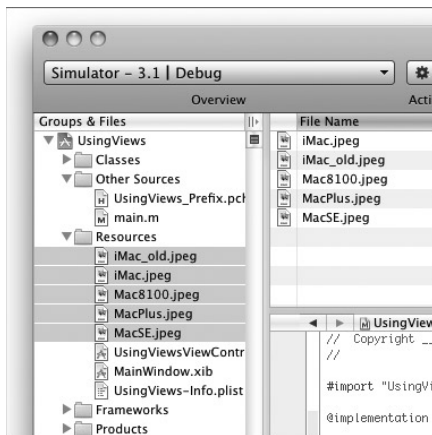 Simulator - 3.1 | Debug
Overview
Groups & Files
UsingViews
Classes
Other Sources
UsingViews_Prefix.pch
main.m
Resources
iMac_old.jpeg
iMac.jpeg
Mac8100.jpeg
MacPlus.jpeg
MacSE.jpeg
UsingViewsViewContr
MainWindow.xib
UsingViews-Info.plist
Frameworks
Products
Acti
File Name
iMac.jpeg
iMac_old.jpeg
Mac8100.jpeg
MacPlus.jpeg
MacSE.jpeg
UsingView
// Copyright __
//
#import "UsingVi
@implementation